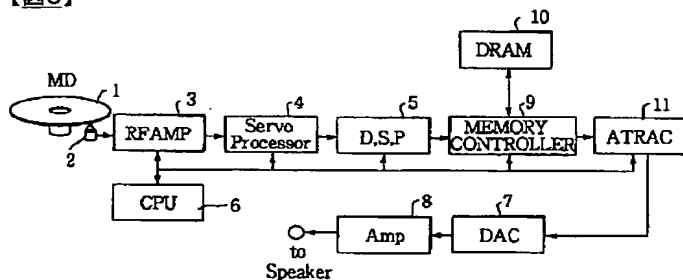 10
DRAM
MD
1
2
3
RFAMP
4
Servo
Processor
5
D.S.P
9
MEMORY
CONTROLLER
11
ATRAC
CPU
6
8
Amp
7
DAC
to
Speaker